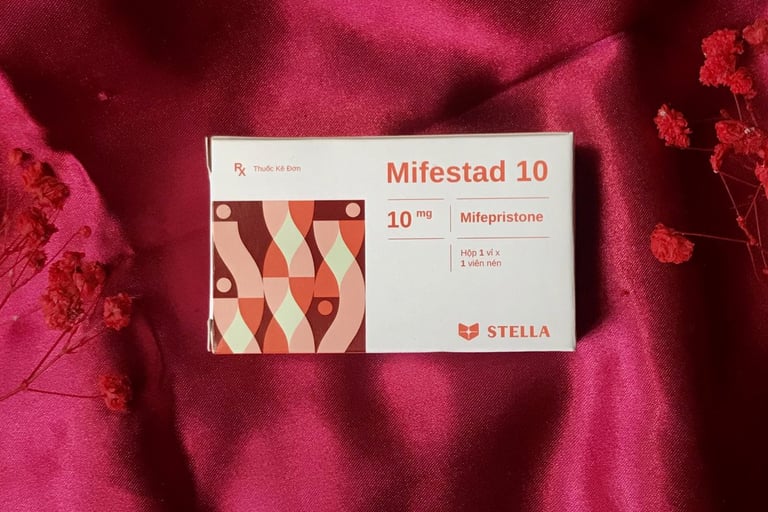 Rx Thuốc Kê Đơn
Mifestad 10
10 mg
Mifepristone
Hộp 1 vỉ x
1 viên nén
STELLA